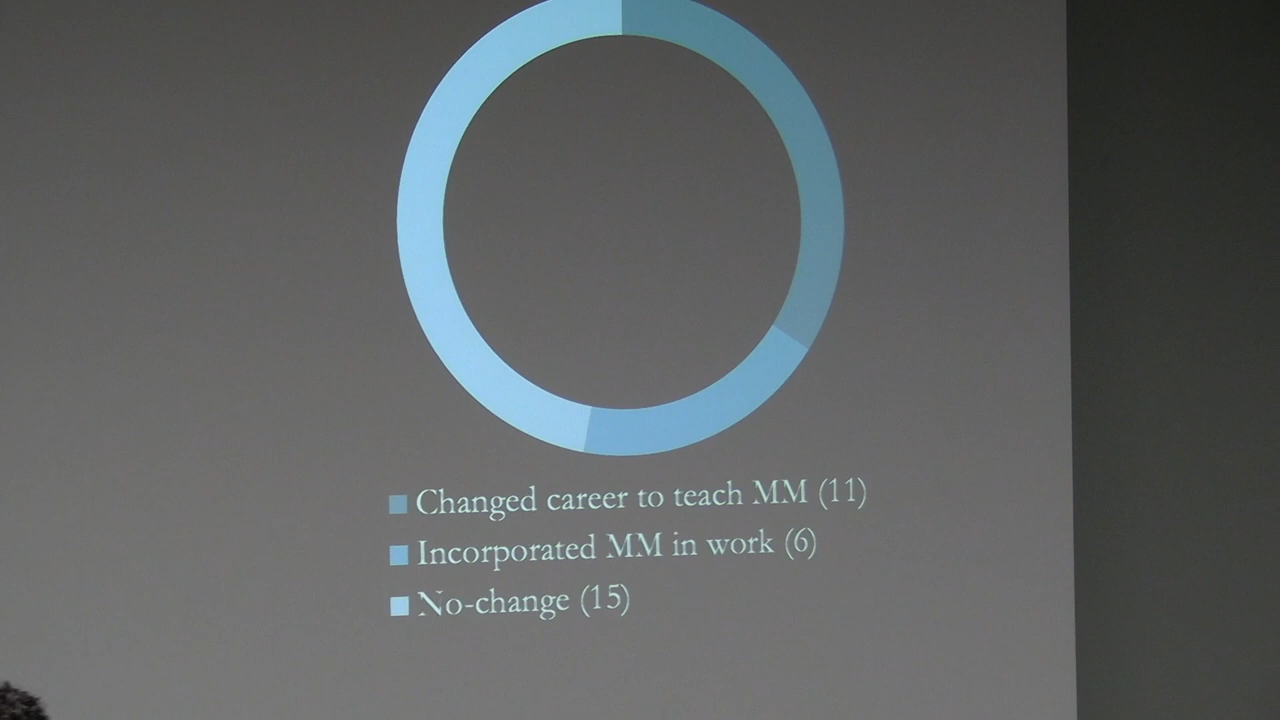 Changed career to teach MM (11)
Incorporated MM in work (6)
No-change (15)